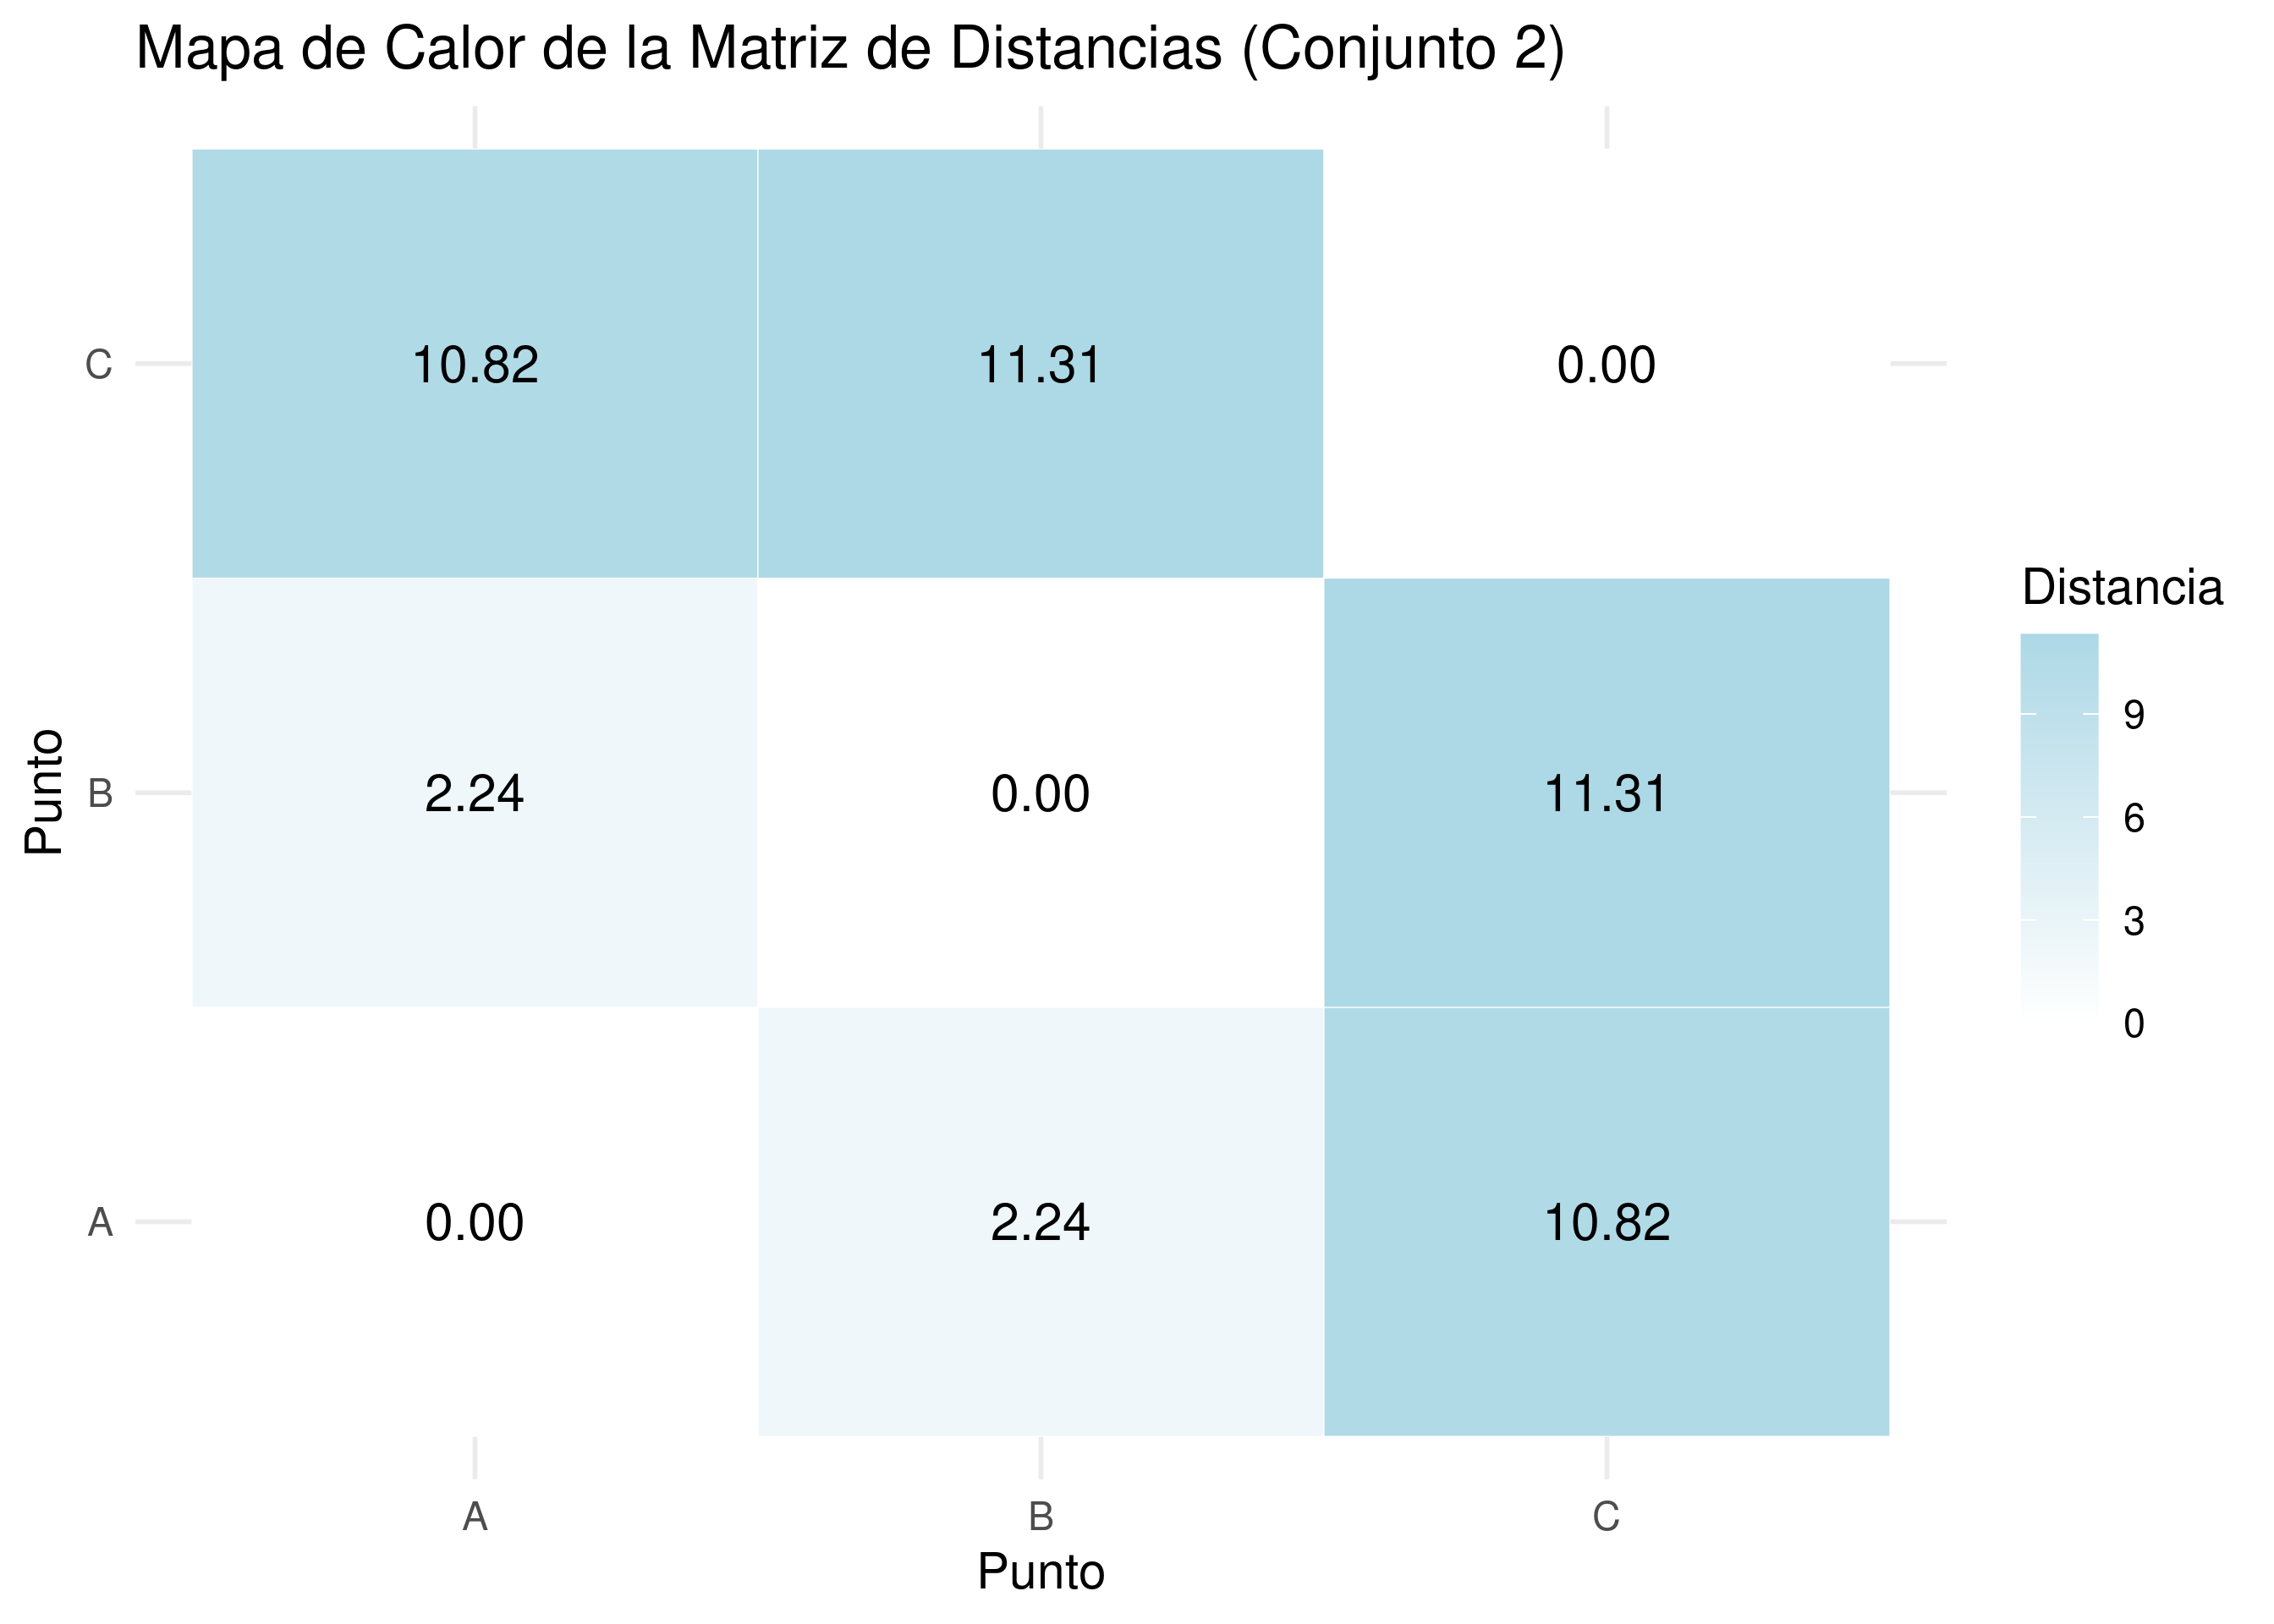 Mapa de Calor de la Matriz de Distancias (Conjunto 2)
C
10.82
11.31
0.00
Punto
B
2.24
0.00
11.31
A
0.00
2.24
10.82
A
B
C
Punto
Distancia
9
6
3
0